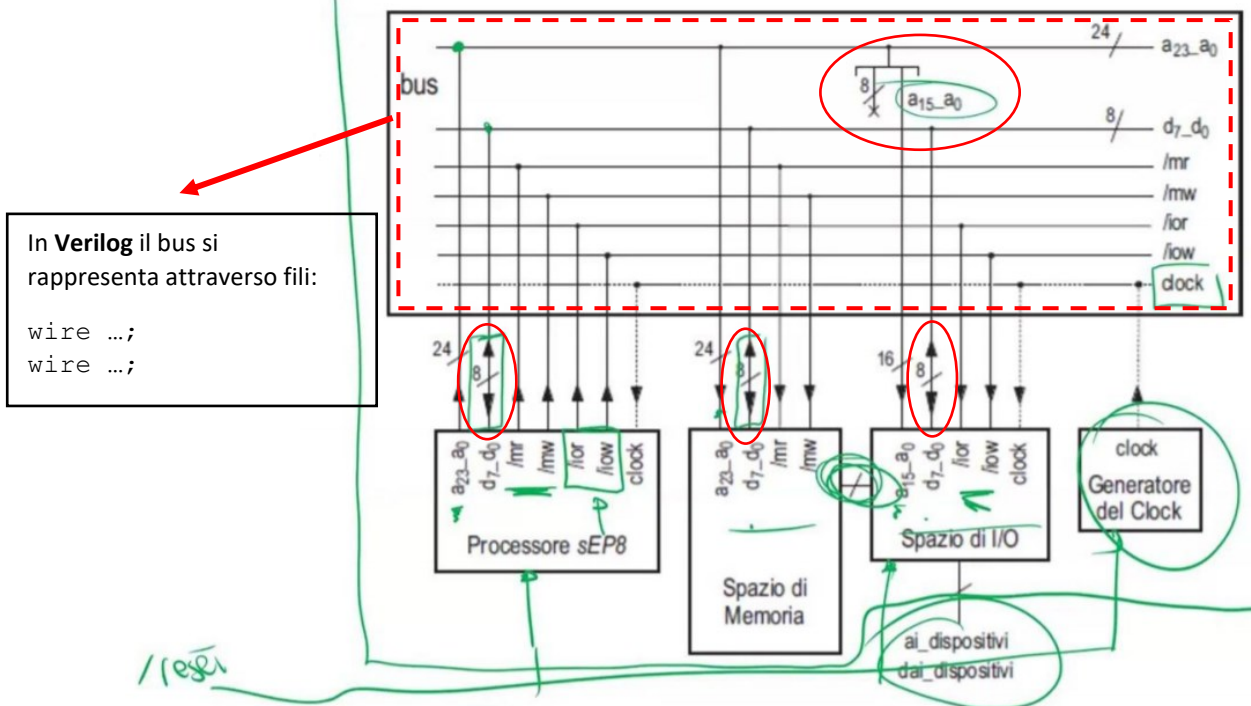 24 a23_a0
bus
8 a15_a0
8 d7_d0
/mr
/mw
/ior
/iow
clock
In Verilog il bus si
rappresenta attraverso fili:
wire …;
wire …;
24 8
24 8
16 8
a23_a0 d7_d0 /mr /mw /ior /iow clock
Processore sEP8
a23_a0 d7_d0 /mr /mw
Spazio di
Memoria
a15_a0 d7_d0 /ior /iow clock
Spazio di I/O
clock
Generatore
del Clock
ai_dispositivi
dai_dispositivi
/reset